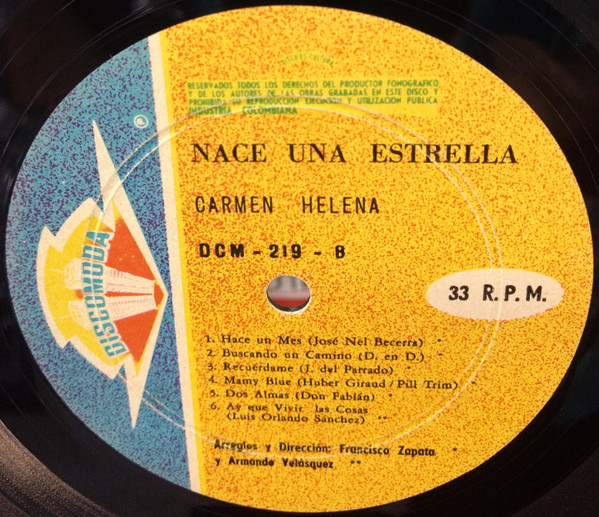 DISCO ES CULTURA
RESERVADOS TODOS LOS DERECHOS DEL PRODUCTOR FONOGRAFICO
Y DE LOS AUTORES DE LAS OBRAS GRABADAS EN ESTE DISCO Y
PROHIBIDA SU REPRODUCCION EJECUCION Y UTILIZACION PUBLICA
INDUSTRIA COLOMBIANA
NACE UNA ESTRELLA
CARMEN HELENA
DCM - 219 - B
Ⓟ
DISCOMODA
33 R. P. M.
1. Hace un Mes (José Nel Becerra) "
2. Buscando un Camino (D. en D.) "
3. Recuérdame (J. del Parrado) "
4. Mamy Blue (Huber Giraud / Pill Trim) "
5. Dos Almas (Don Fabián) "
6. Ay que Vivir las Cosas
(Luis Orlando Sánchez) ""
Arreglos y Dirección: Francisco Zapata "
y Armando Velásquez ""